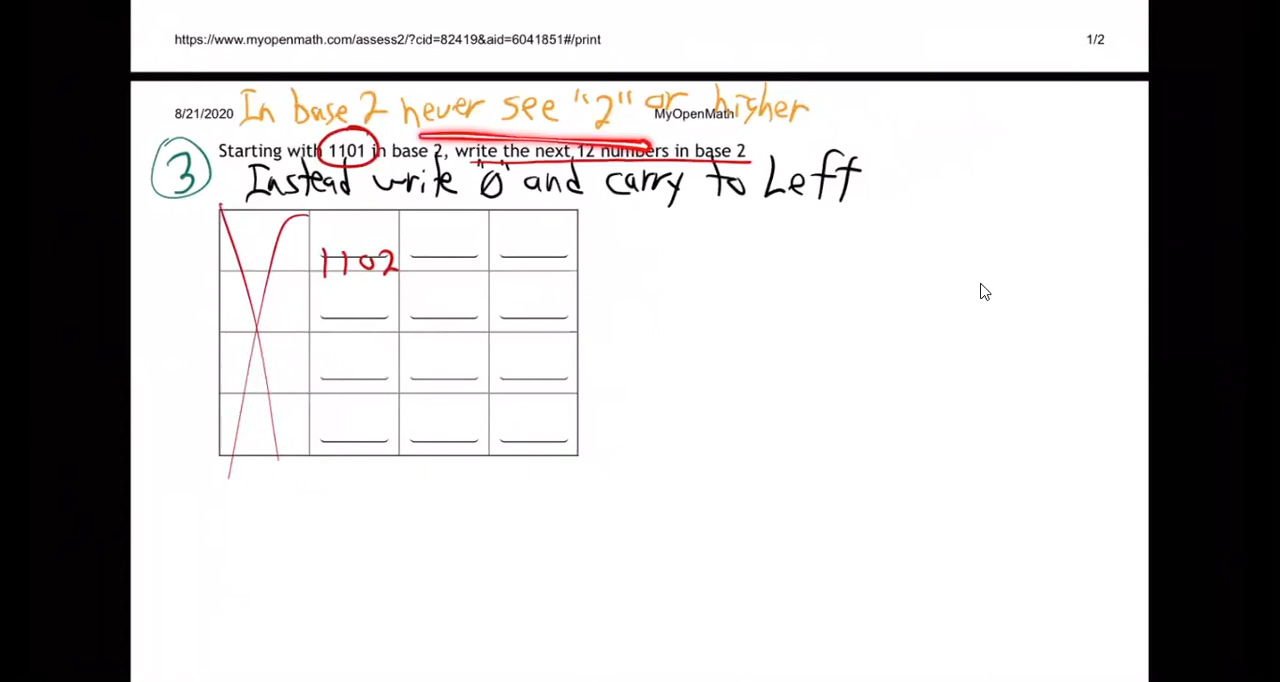 https://www.myopenmath.com/assess2/?cid=82419&aid=6041851#/print 1/2
8/21/2020 In base 2 never see "2" or higher MyOpenMath
3 Starting with 1101 in base 2, write the next 12 numbers in base 2
Instead write "0" and carry to Left
1102